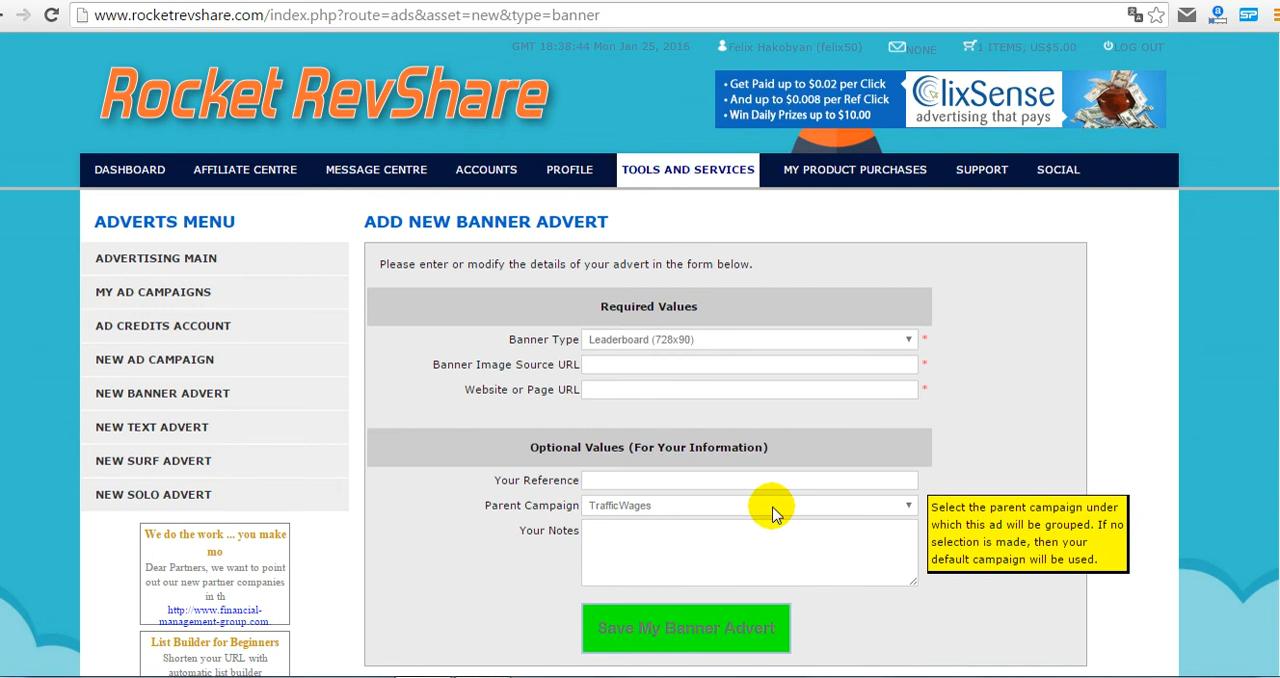 www.rocketrevshare.com/index.php?route=ads&asset=new&type=banner
GMT 18:38:44 Mon Jan 25, 2016 Felix Hakobyan (felix50) NONE 1 ITEMS, US$5.00 LOG OUT
Rocket RevShare
• Get Paid up to $0.02 per Click
• And up to $0.008 per Ref Click
• Win Daily Prizes up to $10.00
ClixSense
advertising that pays
DASHBOARD AFFILIATE CENTRE MESSAGE CENTRE ACCOUNTS PROFILE TOOLS AND SERVICES MY PRODUCT PURCHASES SUPPORT SOCIAL
ADVERTS MENU
ADVERTISING MAIN
MY AD CAMPAIGNS
AD CREDITS ACCOUNT
NEW AD CAMPAIGN
NEW BANNER ADVERT
NEW TEXT ADVERT
NEW SURF ADVERT
NEW SOLO ADVERT
We do the work ... you make
mo
Dear Partners, we want to point
out our new partner companies
in th
http://www.financial-
management-group.com
List Builder for Beginners
Shorten your URL with
automatic list builder
ADD NEW BANNER ADVERT
Please enter or modify the details of your advert in the form below.
Required Values
Banner Type Leaderboard (728x90) *
Banner Image Source URL *
Website or Page URL *
Optional Values (For Your Information)
Your Reference
Parent Campaign TrafficWages
Your Notes
Save My Banner Advert
Select the parent campaign under
which this ad will be grouped. If no
selection is made, then your
default campaign will be used.
SP